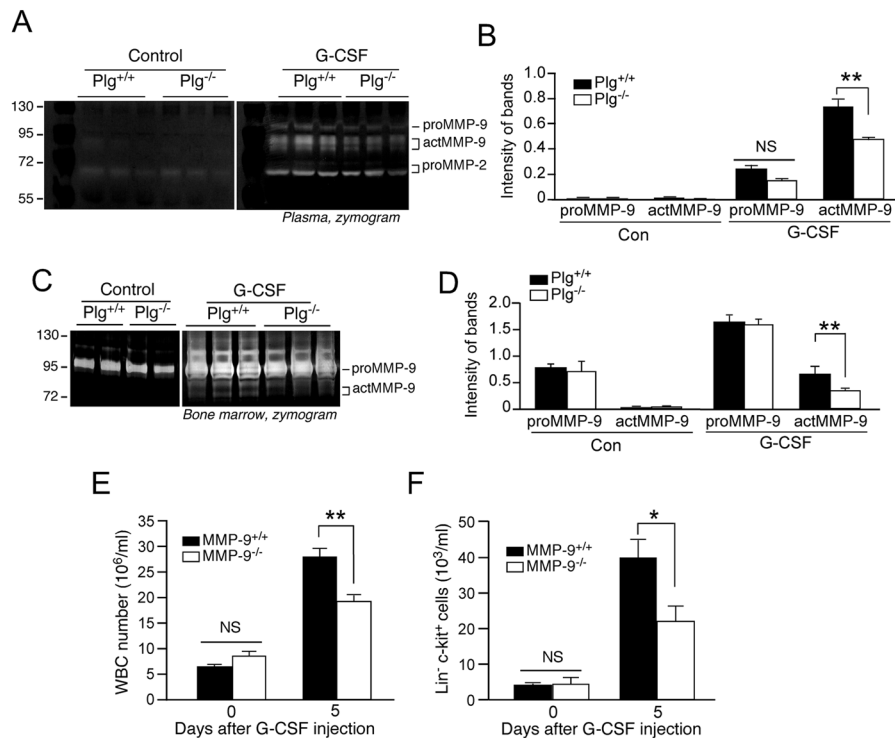 A
Control
G-CSF
Plg+/+ Plg-/-
Plg+/+ Plg-/-
130
95
72
55
proMMP-9
actMMP-9
proMMP-2
Plasma, zymogram
B
Intensity of bands
1.0
0.8
0.6
0.4
0.2
0
Plg+/+
Plg-/-
NS
**
proMMP-9 actMMP-9 proMMP-9 actMMP-9
Con G-CSF
C
Control
G-CSF
Plg+/+ Plg-/-
Plg+/+ Plg-/-
130
95
72
proMMP-9
actMMP-9
Bone marrow, zymogram
D
Intensity of bands
2.0
1.5
1.0
0.5
0
Plg+/+
Plg-/-
**
proMMP-9 actMMP-9 proMMP-9 actMMP-9
Con G-CSF
E
WBC number (10^6/ml)
35
30
25
20
15
10
5
0
MMP-9+/+
MMP-9-/-
NS
**
0 5
Days after G-CSF injection
F
Lin- c-kit+ cells (10^3/ml)
50
40
30
20
10
0
MMP-9+/+
MMP-9-/-
NS
*
0 5
Days after G-CSF injection